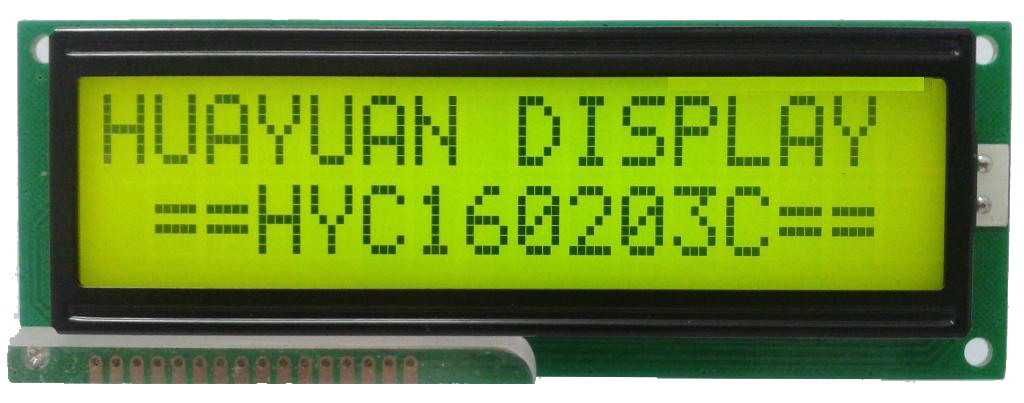 HUAYUAN DISPLAY
==HYC160203C==